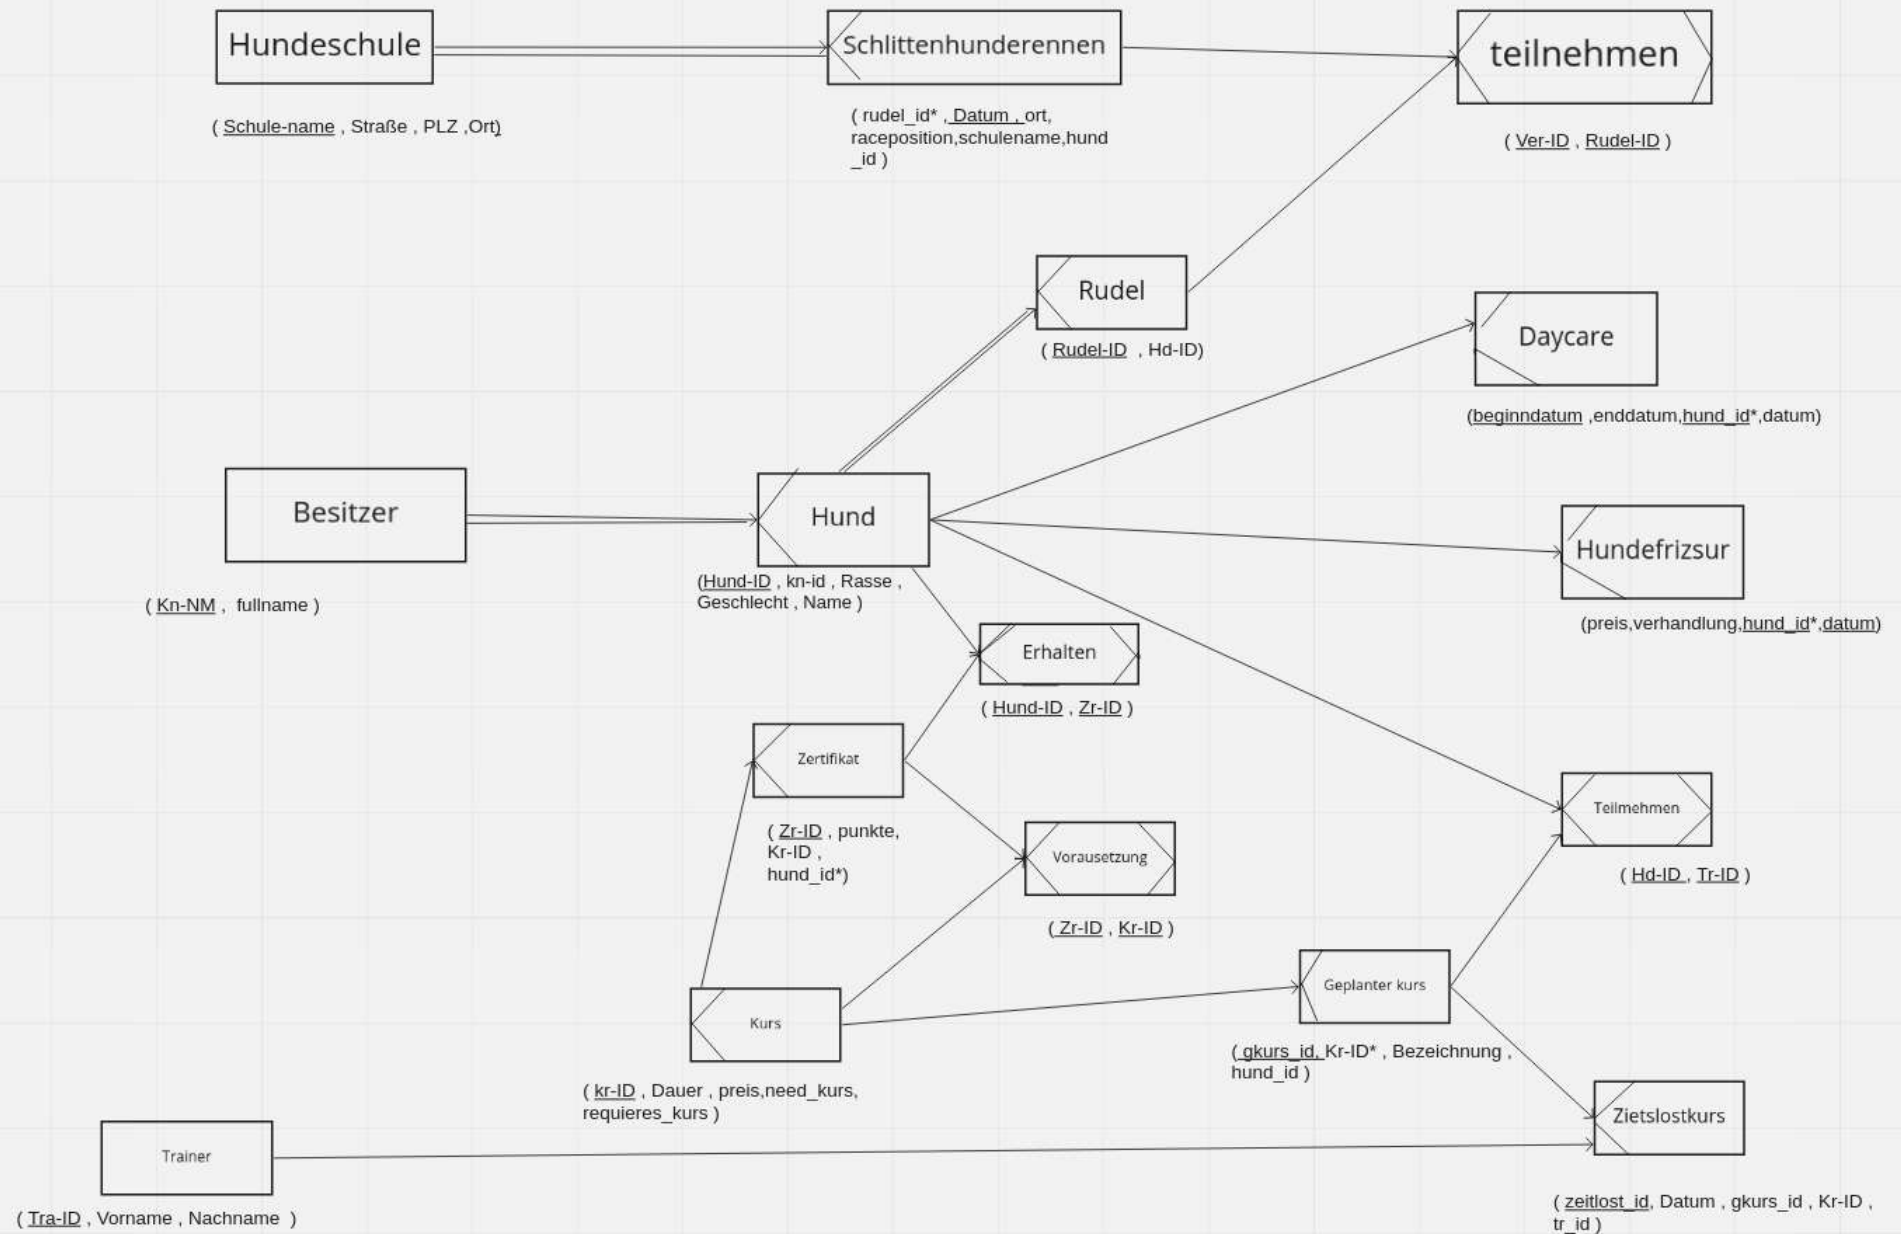 Hundeschule
( Schule-name , Straße , PLZ ,Ort)
Schlittenhunderennen
( rudel_id* , Datum , ort,
raceposition,schulename,hund
_id )
teilnehmen
( Ver-ID , Rudel-ID )
Rudel
( Rudel-ID , Hd-ID)
Daycare
(beginndatum ,enddatum,hund_id*,datum)
Besitzer
( Kn-NM , fullname )
Hund
(Hund-ID , kn-id , Rasse ,
Geschlecht , Name )
Hundefrizsur
(preis,verhandlung,hund_id*,datum)
Erhalten
( Hund-ID , Zr-ID )
Zertifikat
( Zr-ID , punkte,
Kr-ID ,
hund_id*)
Vorausetzung
( Zr-ID , Kr-ID )
Teilmehmen
( Hd-ID , Tr-ID )
Kurs
( kr-ID , Dauer , preis,need_kurs,
requieres_kurs )
Geplanter kurs
( gkurs_id, Kr-ID* , Bezeichnung ,
hund_id )
Trainer
( Tra-ID , Vorname , Nachname )
Zietslostkurs
( zeitlost_id, Datum , gkurs_id , Kr-ID ,
tr_id )